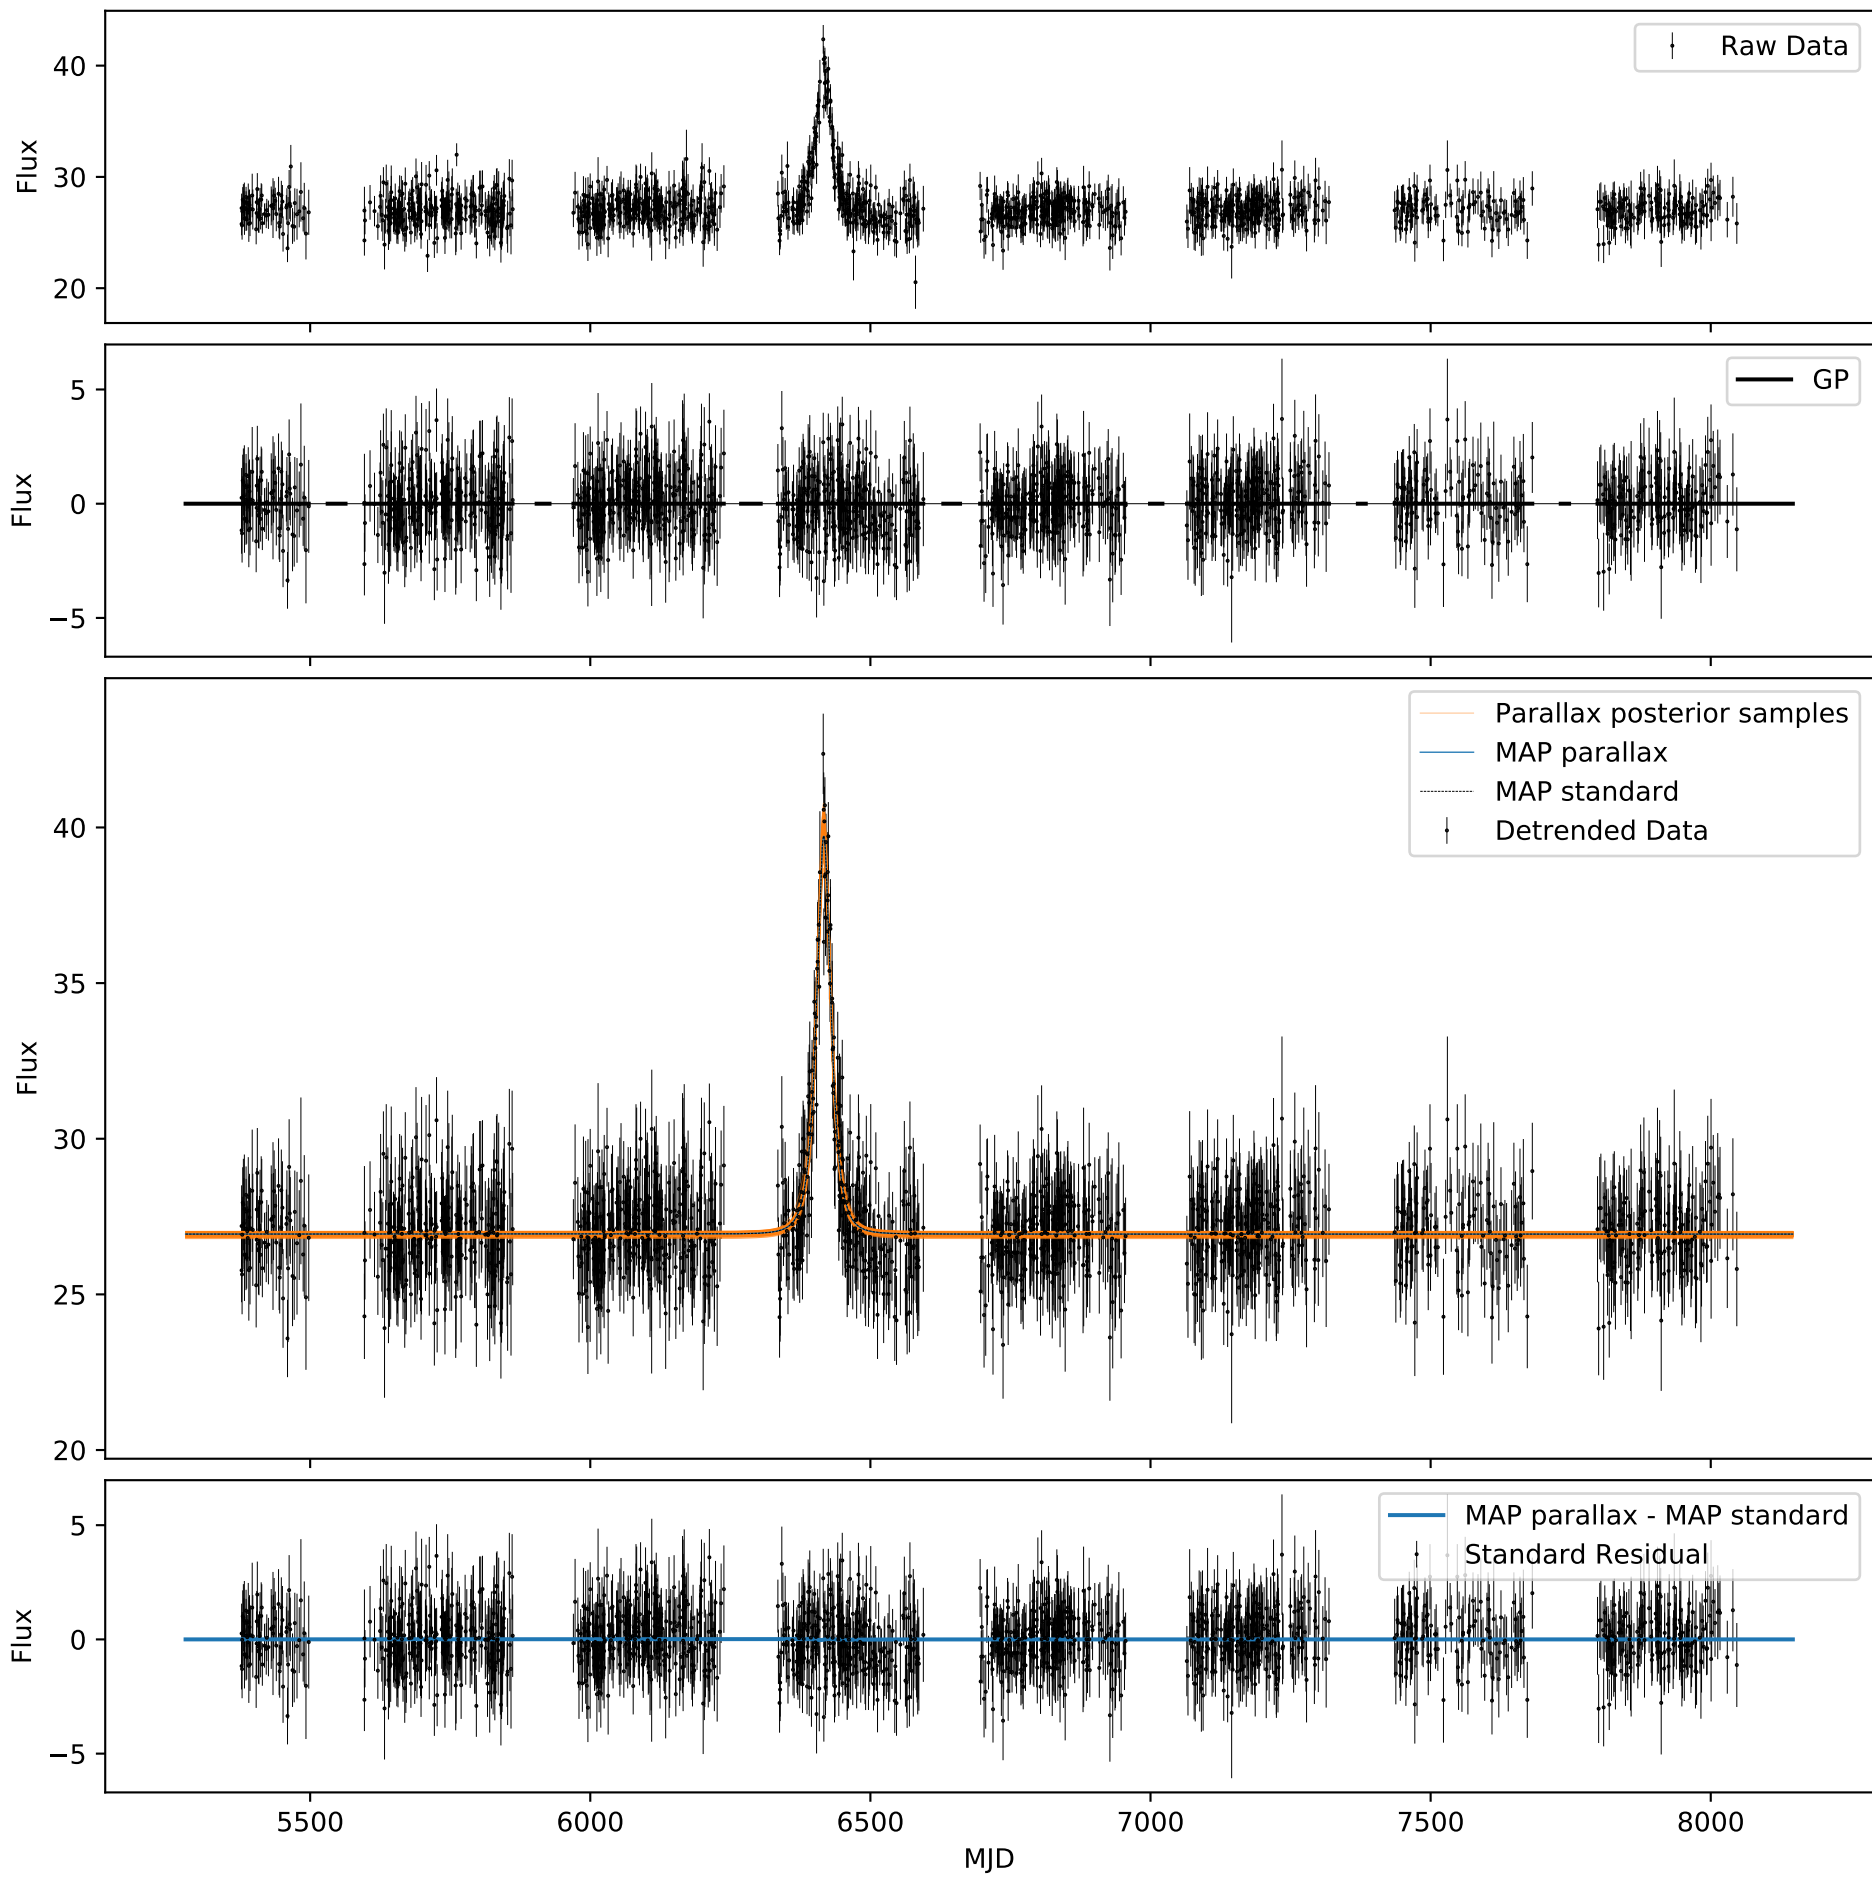 Raw Data
40
30
20
Flux
GP
5
0
−5
Flux
Parallax posterior samples
MAP parallax
MAP standard
Detrended Data
40
35
30
25
20
Flux
MAP parallax - MAP standard
Standard Residual
5
0
−5
Flux
5500 6000 6500 7000 7500 8000
MJD